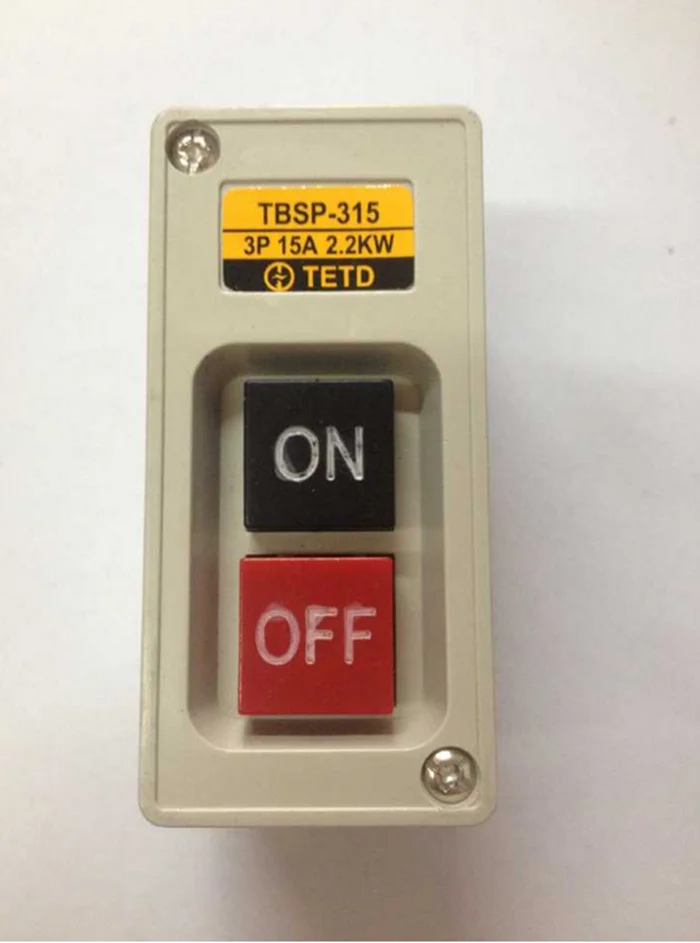 TBSP-315
3P 15A 2.2KW
TETD
ON
OFF